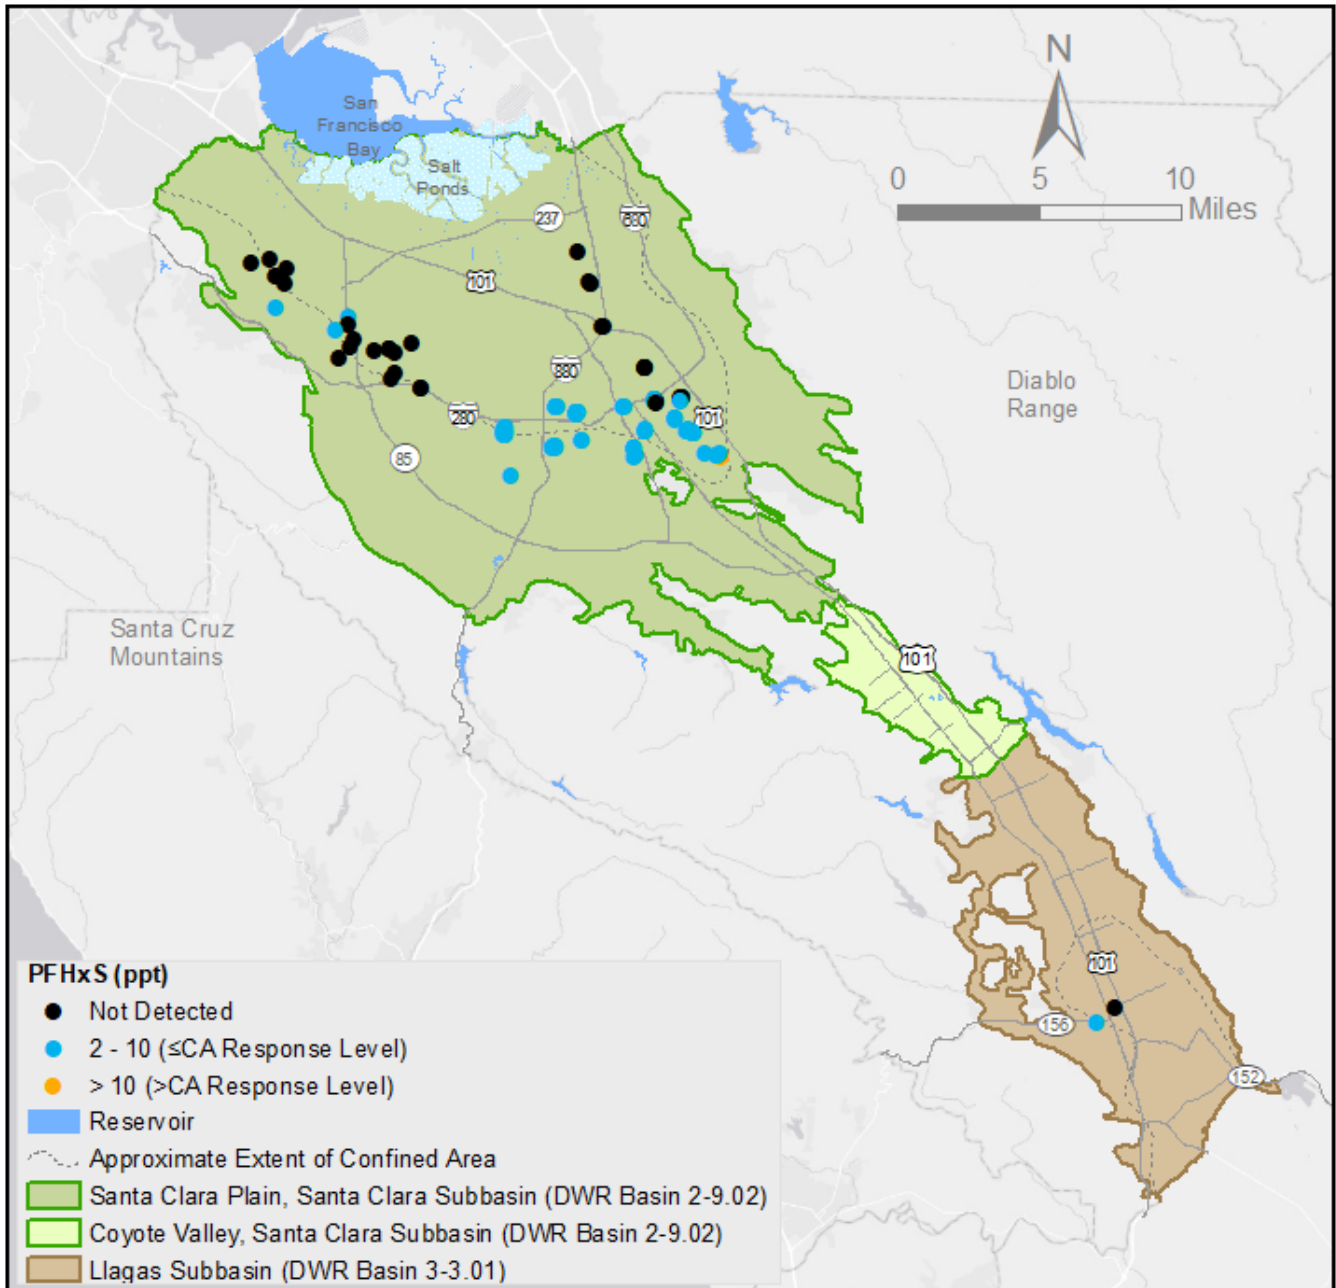 N
San
Francisco
Bay
Salt
Ponds
0 5 10
Miles
237
680
101
880
Diablo
Range
101
280
85
Santa Cruz
Mountains
101
101
156
152
PFHxS (ppt)
Not Detected
2 - 10 (≤CA Response Level)
> 10 (>CA Response Level)
Reservoir
Approximate Extent of Confined Area
Santa Clara Plain, Santa Clara Subbasin (DWR Basin 2-9.02)
Coyote Valley, Santa Clara Subbasin (DWR Basin 2-9.02)
Llagas Subbasin (DWR Basin 3-3.01)